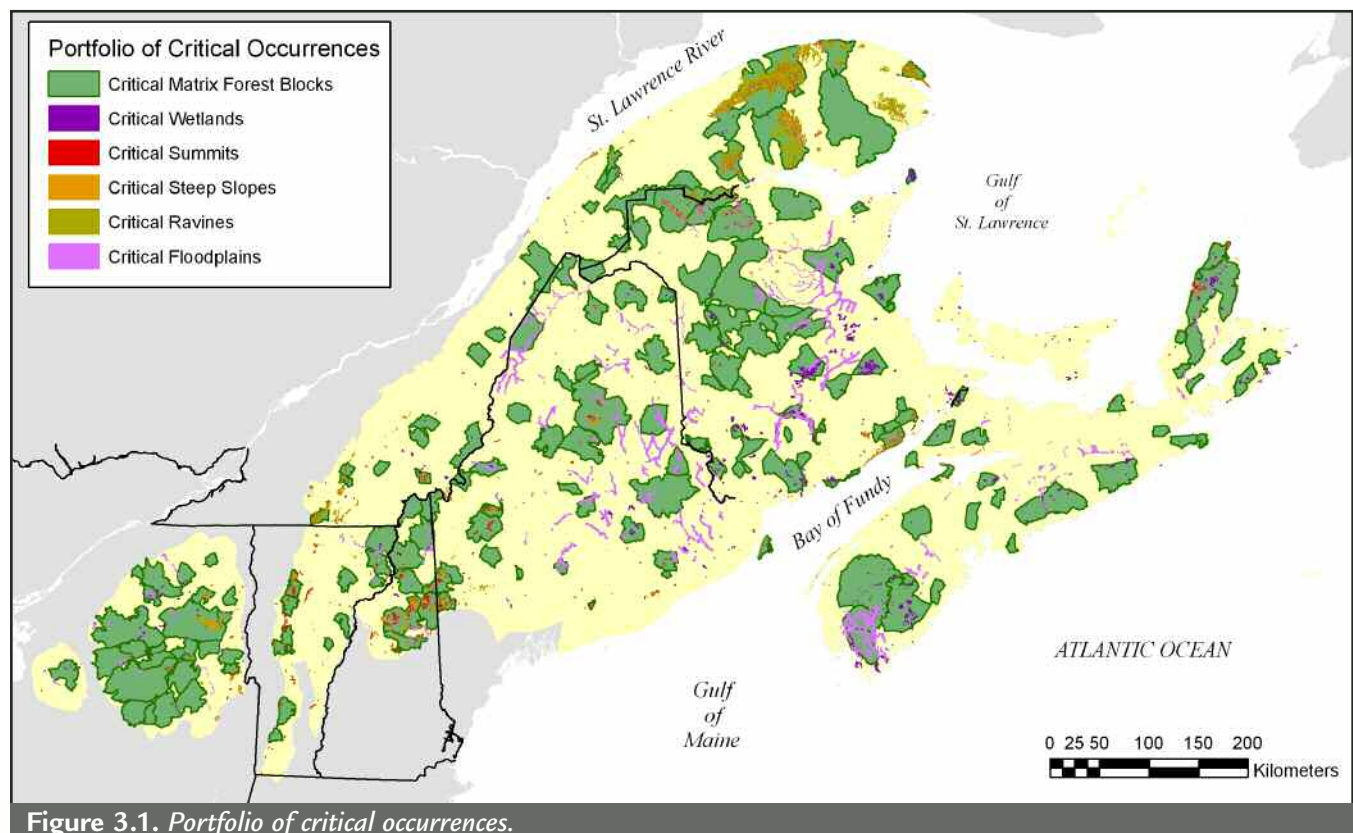 Portfolio of Critical Occurrences
Critical Matrix Forest Blocks
Critical Wetlands
Critical Summits
Critical Steep Slopes
Critical Ravines
Critical Floodplains
St. Lawrence River
Gulf
of
St. Lawrence
Bay of Fundy
ATLANTIC OCEAN
Gulf
of
Maine
0 25 50 100 150 200
Kilometers
Figure 3.1. Portfolio of critical occurrences.